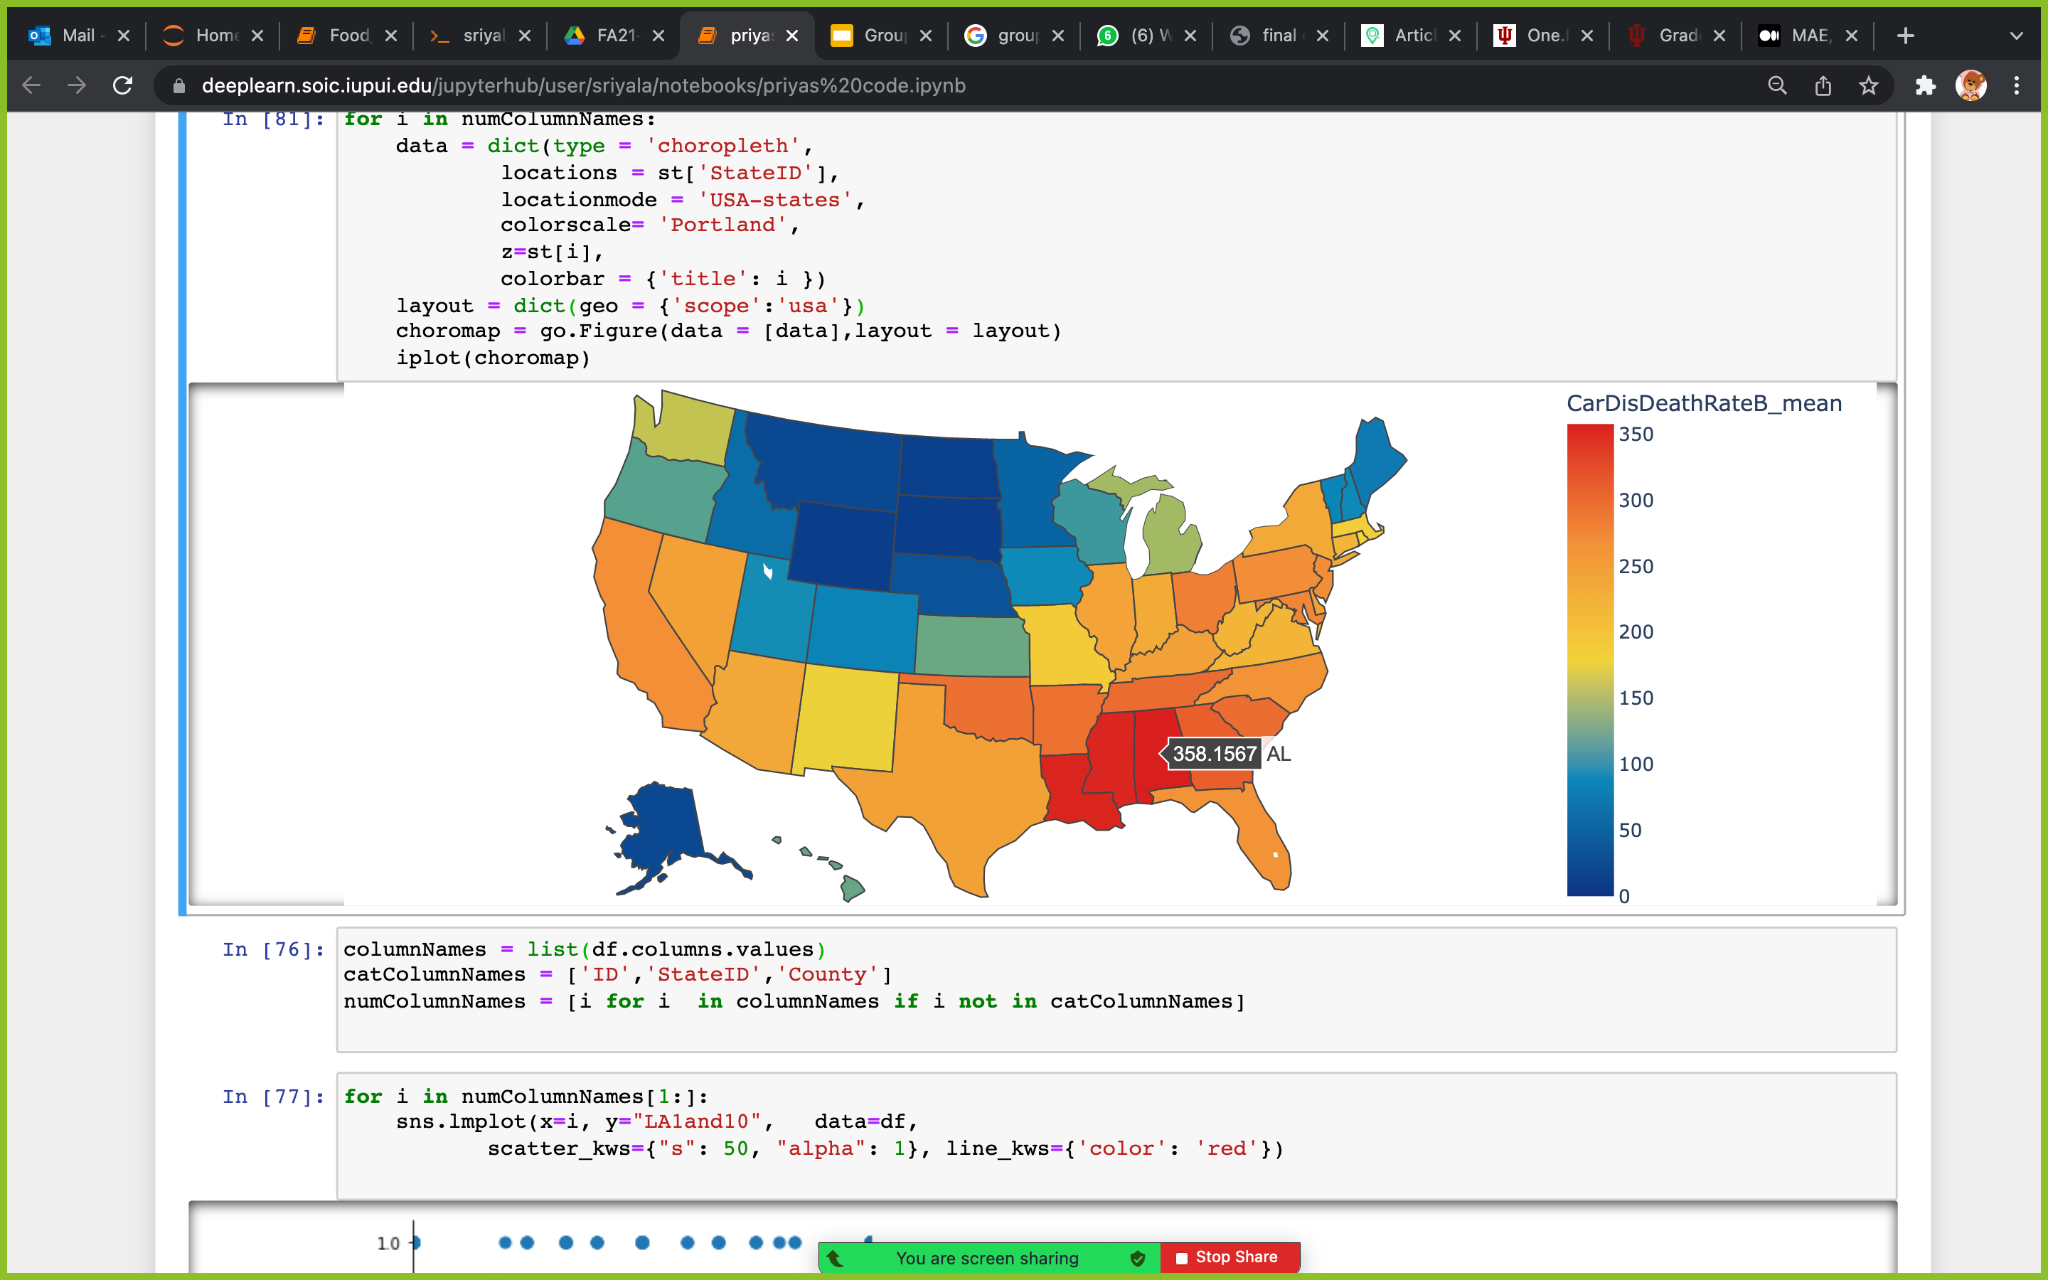 Mail - Home Food_ sriyal FA21- priya Group group (6) W final Artic One. Grad MAE,
deeplearn.soic.iupui.edu/jupyterhub/user/sriyala/notebooks/priyas%20code.ipynb
In [81]: for i in numColumnNames:
data = dict(type = 'choropleth',
locations = st['StateID'],
locationmode = 'USA-states',
colorscale= 'Portland',
z=st[i],
colorbar = {'title': i })
layout = dict(geo = {'scope':'usa'})
choromap = go.Figure(data = [data],layout = layout)
iplot(choromap)
CarDisDeathRateB_mean
350
300
250
200
150
100
50
0
358.1567 AL
In [76]: columnNames = list(df.columns.values)
catColumnNames = ['ID','StateID','County']
numColumnNames = [i for i  in columnNames if i not in catColumnNames]
In [77]: for i in numColumnNames[1:]:
sns.lmplot(x=i, y="LA1and10",   data=df,
scatter_kws={"s": 50, "alpha": 1}, line_kws={'color': 'red'})
1.0
You are screen sharing Stop Share